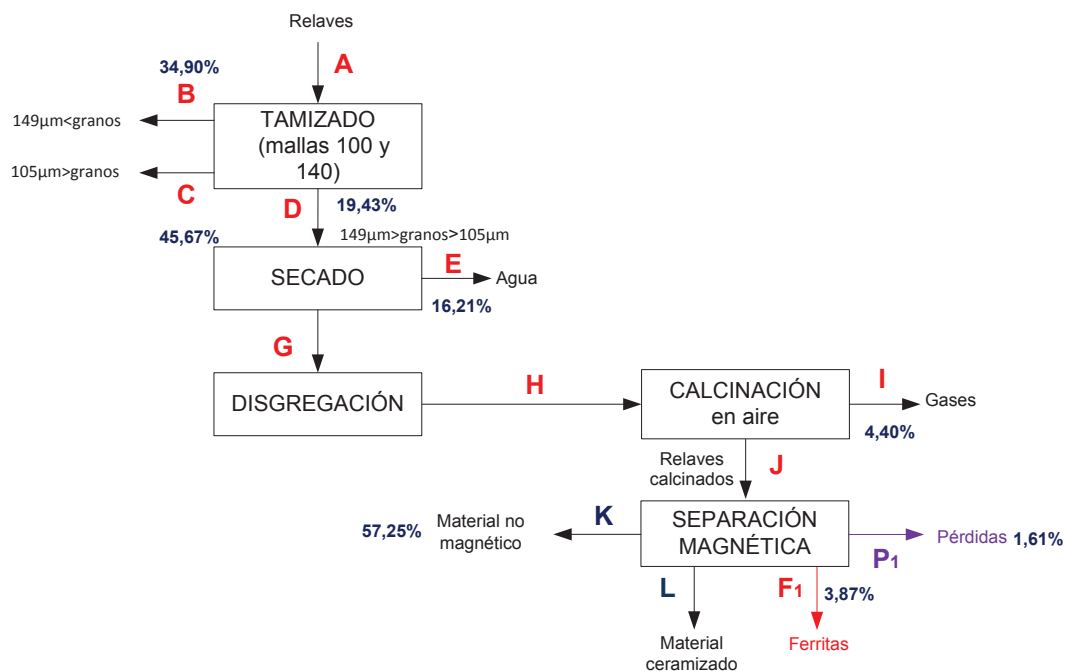 Relaves
34,90%
A
B
149µm<granos
TAMIZADO
(mallas 100 y
140)
105µm>granos
C
D
19,43%
45,67%
149µm>granos>105µm
SECADO
E
Agua
16,21%
G
DISGREGACIÓN
H
CALCINACIÓN
en aire
I
Gases
4,40%
Relaves
calcinados
J
57,25%
Material no
magnético
K
SEPARACIÓN
MAGNÉTICA
Pérdidas 1,61%
P1
L
F1
3,87%
Material
ceramizado
Ferritas